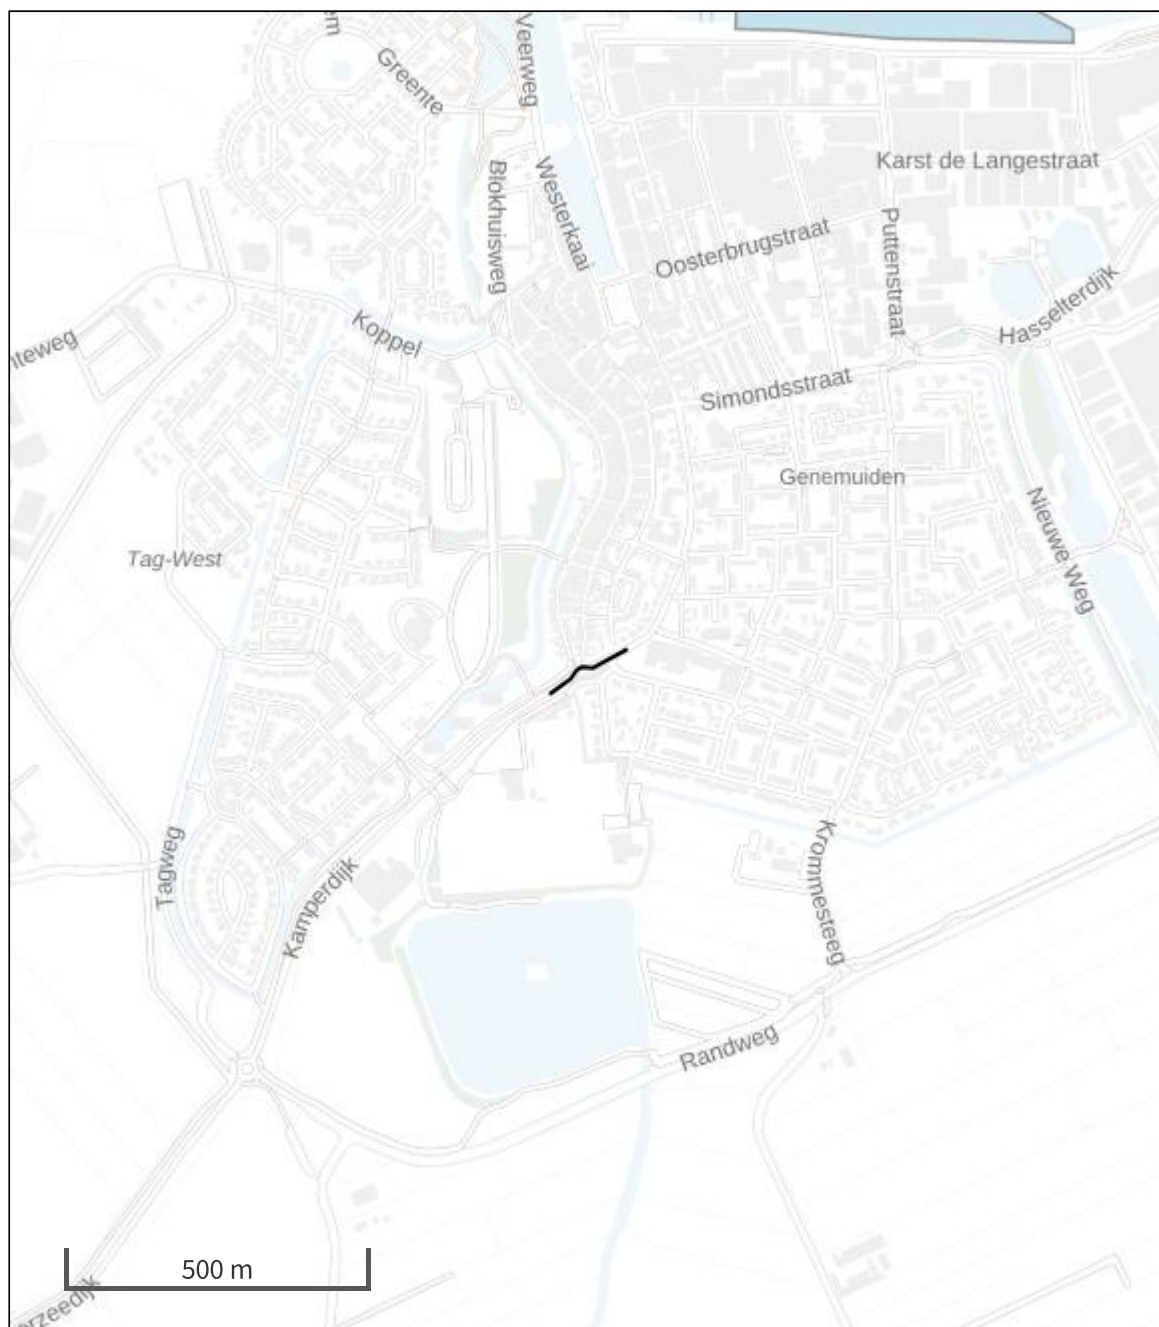 Greente
Veerweg
Karst de Langestraat
Blokhuisweg
Westerkaai
Oosterbrugstraat
Puttenstraat
Hasselterdijk
Koppel
Simondsstraat
Genemuiden
Nieuwe Weg
Tag-West
Tagweg
Kamperdijk
Krommesteeg
Randweg
500 m